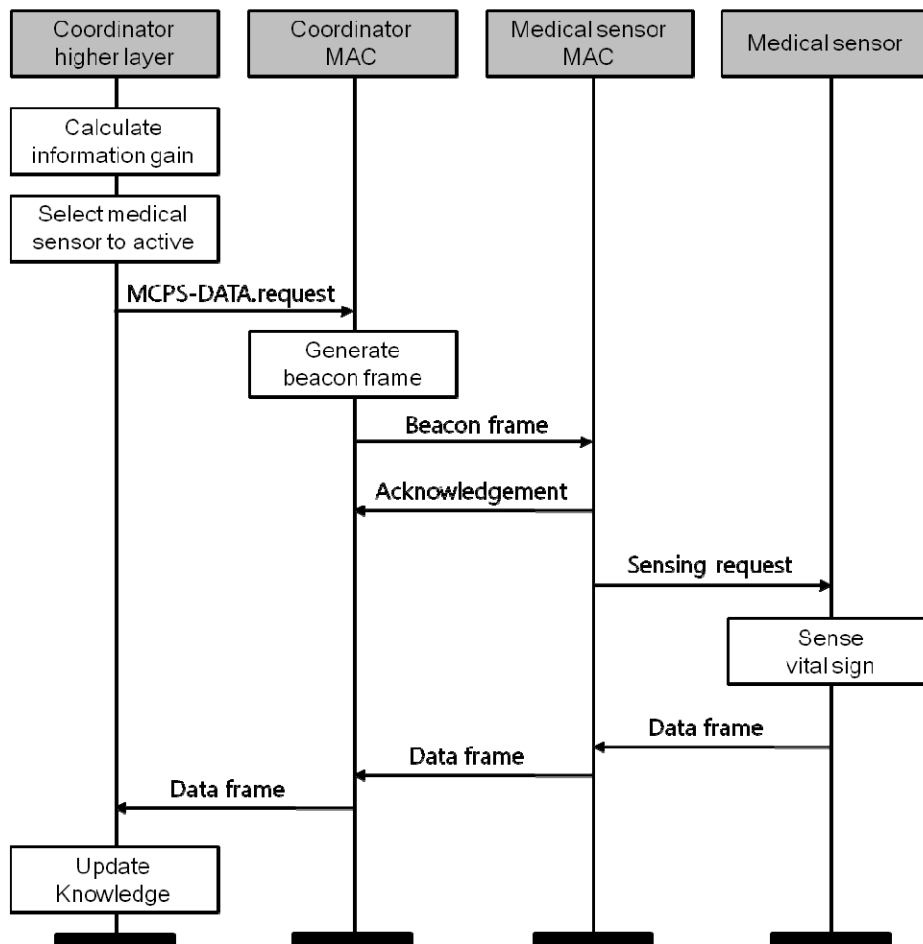 Coordinator
higher layer
Coordinator
MAC
Medical sensor
MAC
Medical sensor
Calculate
information gain
Select medical
sensor to active
MCPS-DATA.request
Generate
beacon frame
Beacon frame
Acknowledgement
Sensing request
Sense
vital sign
Data frame
Data frame
Data frame
Update
Knowledge